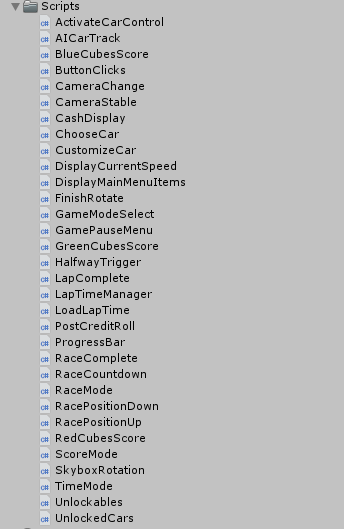 Scripts
ActivateCarControl
AICarTrack
BlueCubesScore
ButtonClicks
CameraChange
CameraStable
CashDisplay
ChooseCar
CustomizeCar
DisplayCurrentSpeed
DisplayMainMenuItems
FinishRotate
GameModeSelect
GamePauseMenu
GreenCubesScore
HalfwayTrigger
LapComplete
LapTimeManager
LoadLapTime
PostCreditRoll
ProgressBar
RaceComplete
RaceCountdown
RaceMode
RacePositionDown
RacePositionUp
RedCubesScore
ScoreMode
SkyboxRotation
TimeMode
Unlockables
UnlockedCars